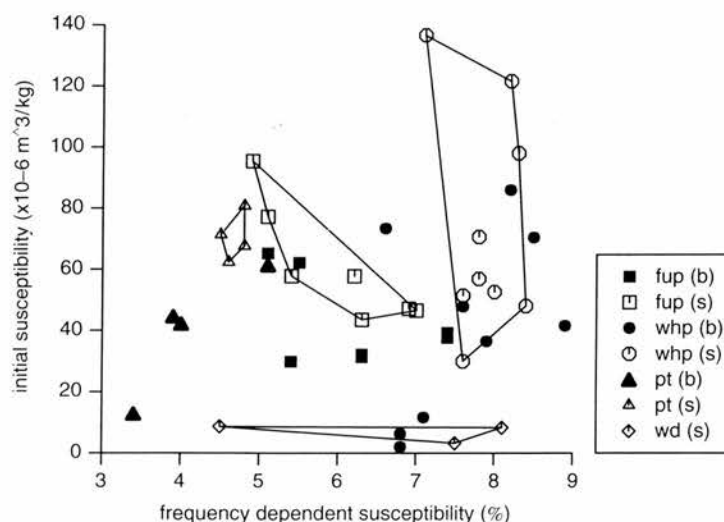 140
120
100
80
60
40
20
0
initial susceptibility (x10–6 m^3/kg)
3 4 5 6 7 8 9
frequency dependent susceptibility (%)
fup (b)
fup (s)
whp (b)
whp (s)
pt (b)
pt (s)
wd (s)